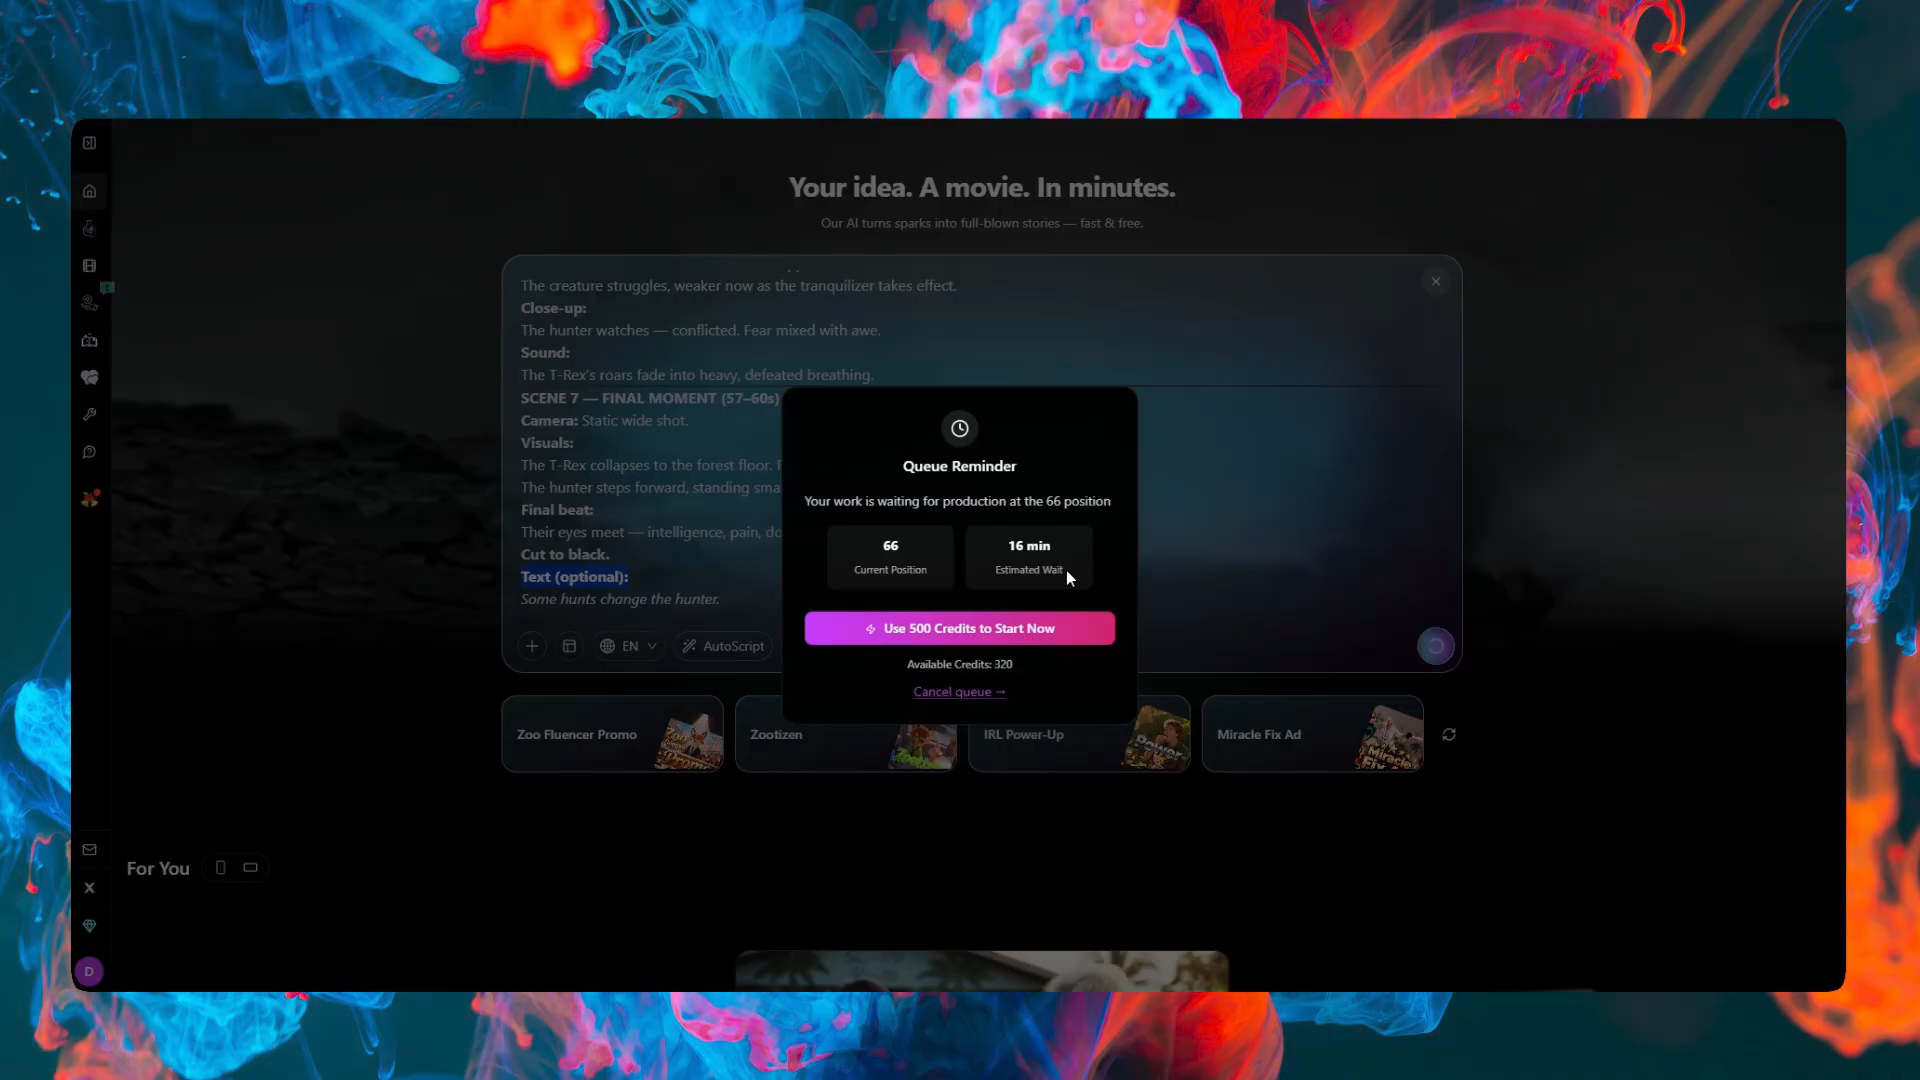 Your idea. A movie. In minutes.
Our AI turns sparks into full-blown stories — fast & free.
The creature struggles, weaker now as the tranquilizer takes effect.
Close-up:
The hunter watches — conflicted. Fear mixed with awe.
Sound:
The T-Rex's roars fade into heavy, defeated breathing.
SCENE 7 — FINAL MOMENT (57–60s)
Camera: Static wide shot.
Visuals:
The T-Rex collapses to the forest floor.
The hunter steps forward, standing
Final beat:
Their eyes meet — intelligence, pain,
Cut to black.
Text (optional):
Some hunts change the hunter.
EN
AutoScript
Queue Reminder
Your work is waiting for production at the 66 position
66
Current Position
16 min
Estimated Wait
Use 500 Credits to Start Now
Available Credits: 320
Cancel queue →
Zoo Fluencer Promo
Zootizen
IRL Power-Up
Miracle Fix Ad
For You
X
D